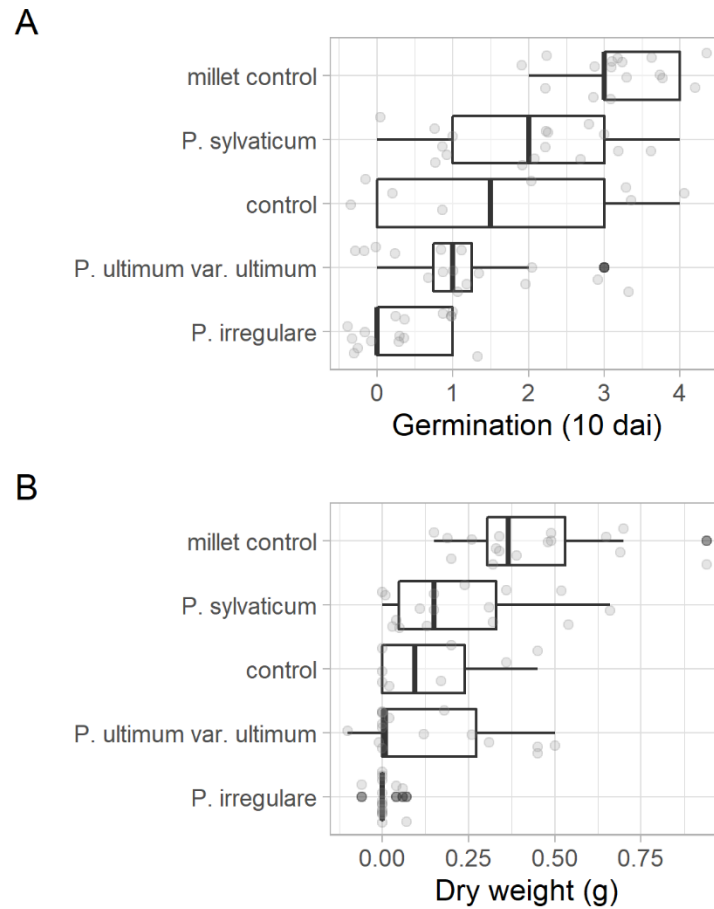 A
millet control
P. sylvaticum
control
P. ultimum var. ultimum
P. irregulare
0 1 2 3 4
Germination (10 dai)
B
millet control
P. sylvaticum
control
P. ultimum var. ultimum
P. irregulare
0.00 0.25 0.50 0.75
Dry weight (g)